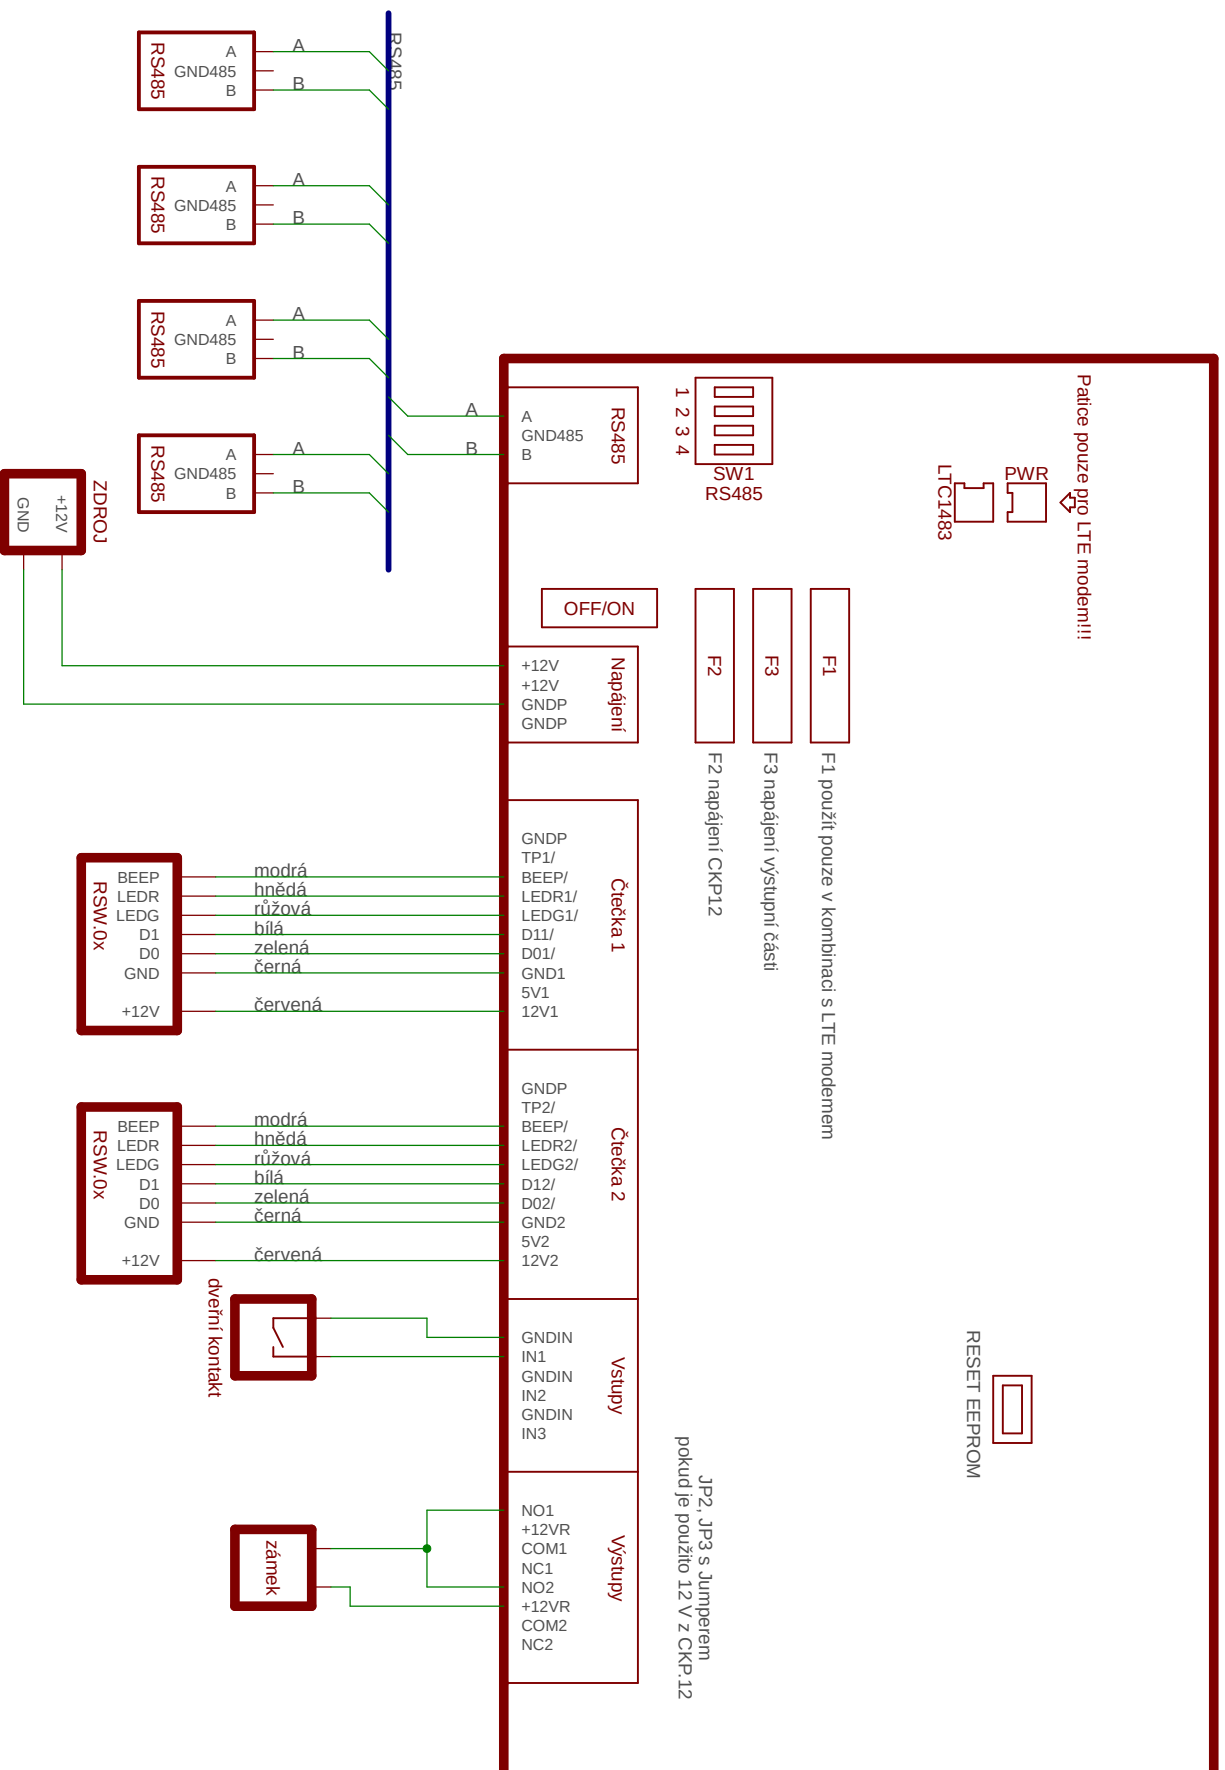 RS485
A
GND485
B
RS485
A
B
A
GND485
B
RS485
A
B
A
GND485
B
RS485
A
B
A
GND485
B
RS485
A
B
ZDROJ
+12V
GND
A
B
A
GND485
B
RS485
1 2 3 4
SW1
RS485
Patice pouze pro LTE modem!!!
PWR
LTC1483
OFF/ON
F2
F3
F1
F2 napájení CKP12
F3 napájení výstupní části
F1 použít pouze v kombinaci s LTE modemem
+12V
+12V
GNDP
GNDP
Napájení
GNDP
TP1/
BEEP/
LEDR1/
LEDG1/
D11/
D01/
GND1
5V1
12V1
Čtečka 1
BEEP
LEDR
LEDG
D1
D0
GND
+12V
RSW.0x
modrá
hnědá
růžová
bílá
zelená
černá
červená
GNDP
TP2/
BEEP/
LEDR2/
LEDG2/
D12/
D02/
GND2
5V2
12V2
Čtečka 2
BEEP
LEDR
LEDG
D1
D0
GND
+12V
RSW.0x
modrá
hnědá
růžová
bílá
zelená
černá
červená
dveřní kontakt
GNDIN
IN1
GNDIN
IN2
GNDIN
IN3
Vstupy
RESET EEPROM
JP2, JP3 s Jumperem
pokud je použito 12 V z CKP.12
NO1
+12VR
COM1
NC1
NO2
+12VR
COM2
NC2
Výstupy
zámek